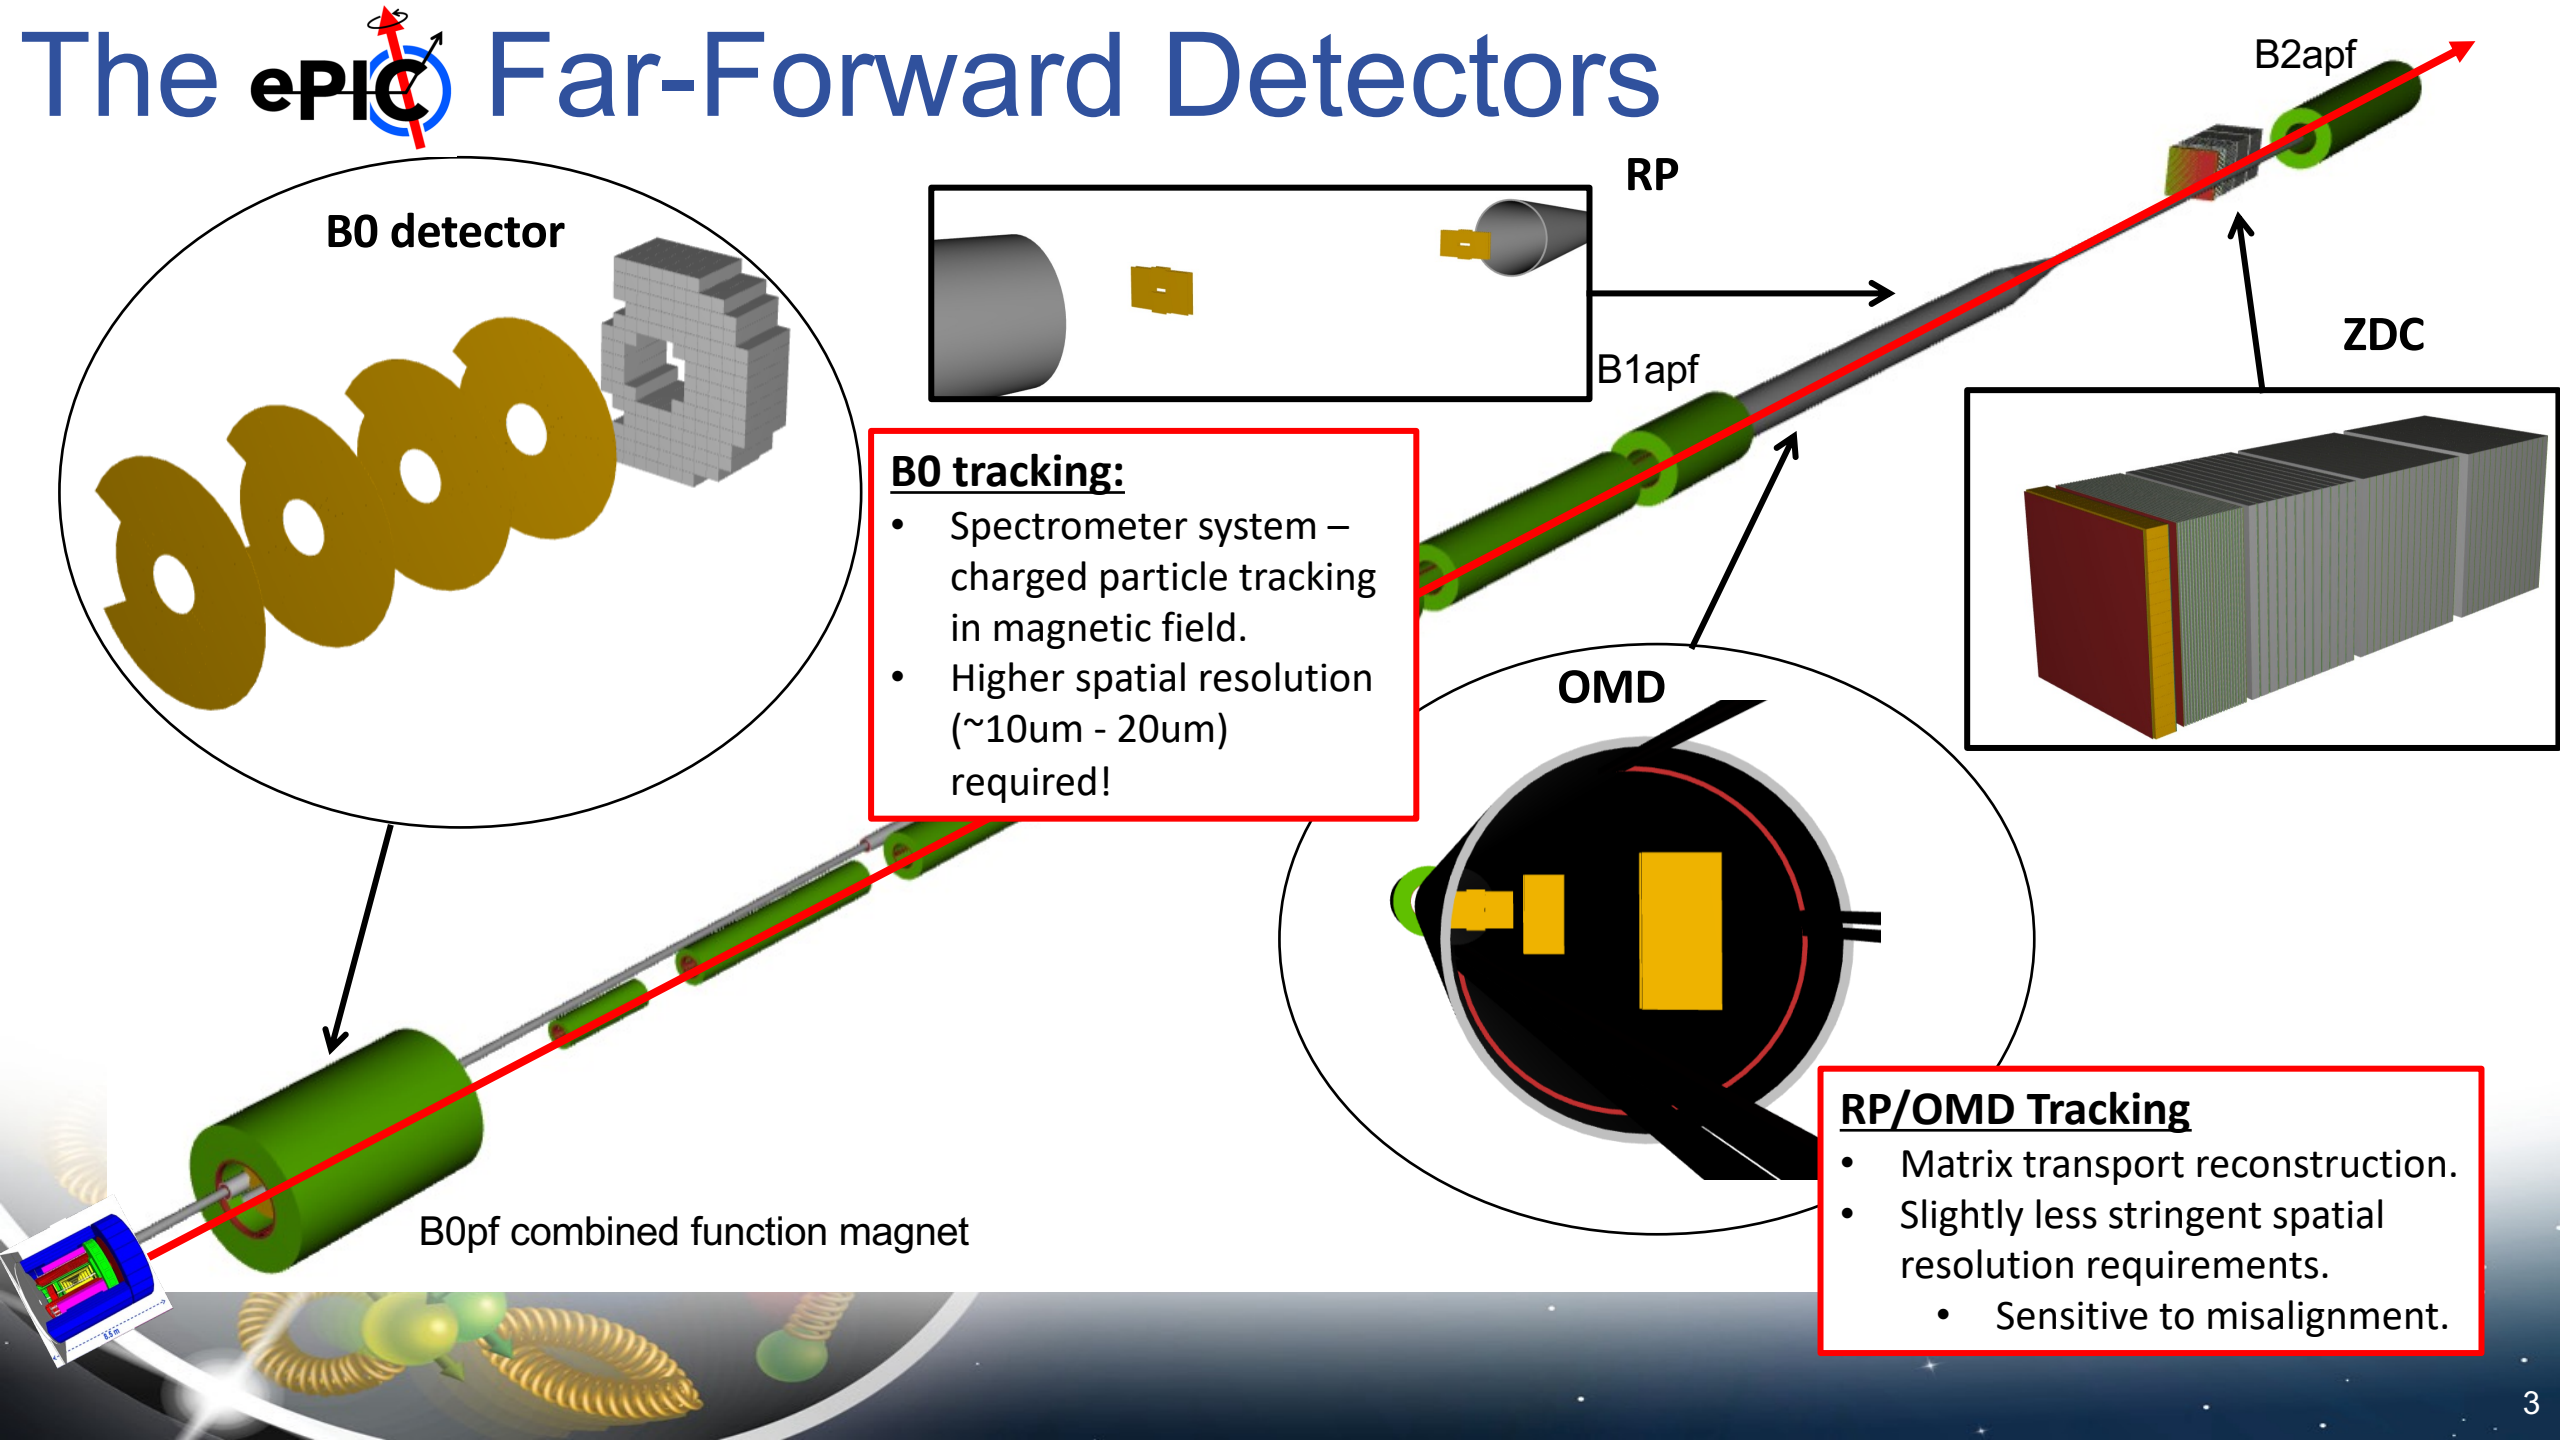 The ePIC Far-Forward Detectors
B2apf
RP
B0 detector
ZDC
B1apf
B0 tracking:
• Spectrometer system –
charged particle tracking
in magnetic field.
• Higher spatial resolution
(~10um - 20um)
required!
OMD
RP/OMD Tracking
• Matrix transport reconstruction.
• Slightly less stringent spatial
resolution requirements.
• Sensitive to misalignment.
B0pf combined function magnet
8.5 m
3